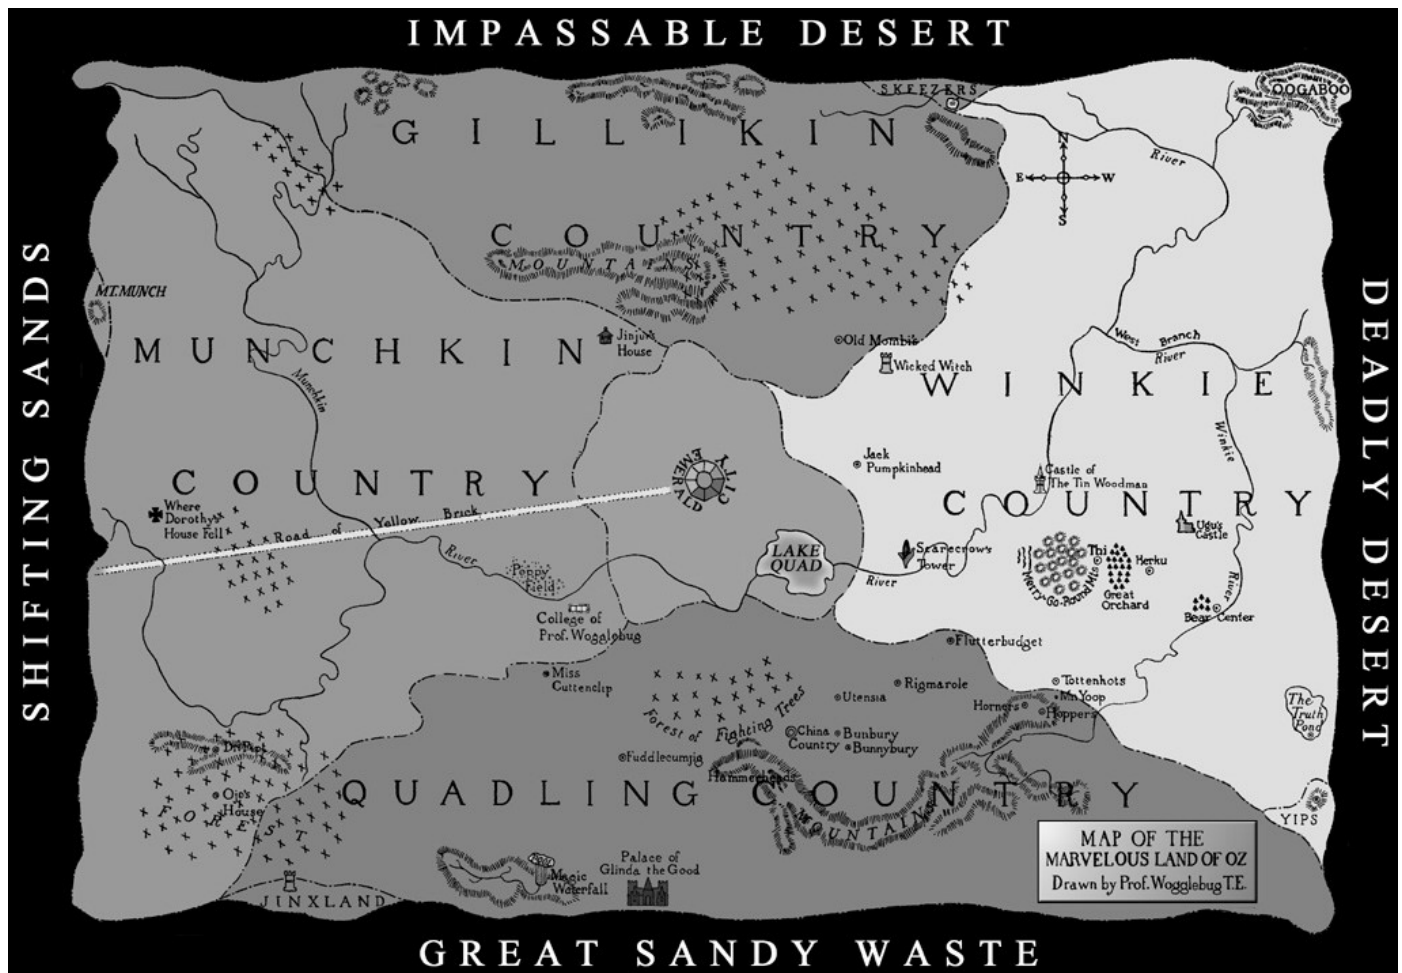 IMPASSABLE DESERT
SKEEZERS
OOGABOO
GILLIKIN
N
E W
S
River
COUNTRY
MOUNTAINS
MT. MUNCH
SHIFTING SANDS
DEADLY DESERT
MUNCHKIN
Jinjur's
House
Old Mombi's
Wicked Witch
West Branch
River
WINKIE
Munchkin
Winkie
Jack
Pumpkinhead
EMERALD
CITY
COUNTRY
Castle of
The Tin Woodman
COUNTRY
Where
Dorothy's
House Fell
Road of Yellow Brick
River
Poppy
Field
LAKE
QUAD
River
Scarecrow's
Tower
Ugu's
Castle
Thi
Herku
Merry-Go-Round Mts
Great
Orchard
River
Bear Center
College of
Prof. Wogglebug
Flutterbudget
Miss
Cuttenclip
Utensia
Rigmarole
Tottenhots
Mr Yoop
Horners
Hoppers
The
Truth
Pond
Forest of Fighting Trees
China
Country
Bunbury
Bunnybury
Fuddlecumjig
Hammerheads
Ojo's
House
FOREST
QUADLING COUNTRY
MOUNTAINS
YIPS
MAP OF THE
MARVELOUS LAND OF OZ
Drawn by Prof. Wogglebug T.E.
Magic
Waterfall
Palace of
Glinda the Good
JINXLAND
GREAT SANDY WASTE